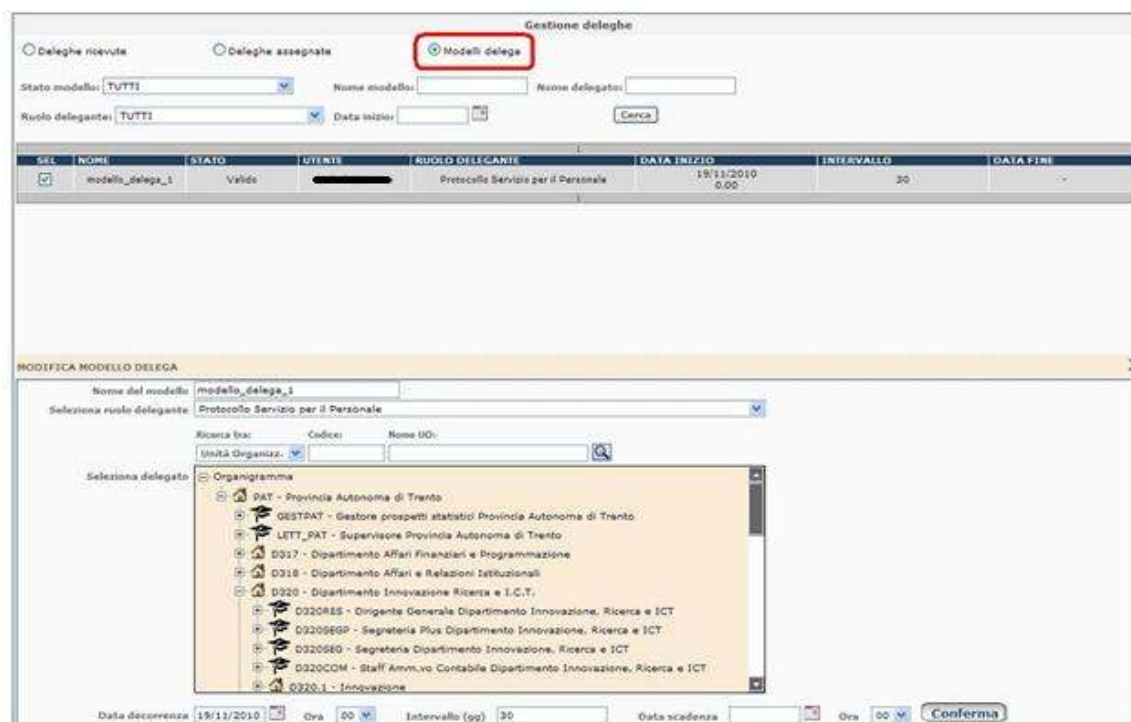 Gestione deleghe
Deleghe ricevute Deleghe assegnate Modelli delega
Stato modello: TUTTI Nome modello: Nome delegato:
Ruolo delegante: TUTTI Data inizio: Cerca
1
SEL NOME STATO UTENTE RUOLO DELEGANTE DATA INIZIO INTERVALLO DATA FINE
modello_delega_1 Valido Protocollo Servizio per il Personale 19/11/2010 0.00 30 -
1
MODIFICA MODELLO DELEGA
Nome del modello modello_delega_1
Seleziona ruolo delegante Protocollo Servizio per il Personale
Ricerca tra: Codice: Nome UO:
Unità Organizz.
Seleziona delegato Organigramma
PAT - Provincia Autonoma di Trento
GESTPAT - Gestore prospetti statistici Provincia Autonoma di Trento
LETT_PAT - Supervisore Provincia Autonoma di Trento
D317 - Dipartimento Affari Finanziari e Programmazione
D318 - Dipartimento Affari e Relazioni Istituzionali
D320 - Dipartimento Innovazione Ricerca e I.C.T.
D320RES - Dirigente Generale Dipartimento Innovazione, Ricerca e ICT
D320SEGP - Segreteria Plus Dipartimento Innovazione, Ricerca e ICT
D320SEG - Segreteria Dipartimento Innovazione, Ricerca e ICT
D320COM - Staff Amm.vo Contabile Dipartimento Innovazione, Ricerca e ICT
D320.1 - Innovazione
Data decorrenza 19/11/2010 Ora 00 Intervallo (gg) 30 Data scadenza Ora 00 Conferma